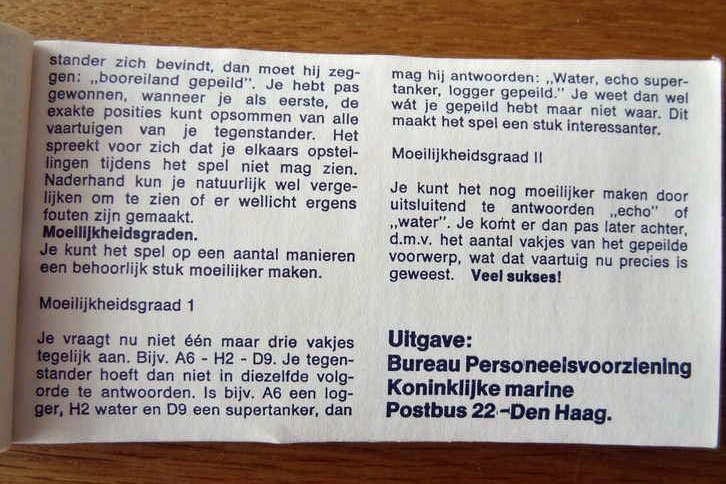 stander zich bevindt, dan moet hij zeg-
gen: „booreiland gepeild". Je hebt pas
gewonnen, wanneer je als eerste, de
exakte posities kunt opsommen van alle
vaartuigen van je tegenstander. Het
spreekt voor zich dat je elkaars opstel-
lingen tijdens het spel niet mag zien.
Naderhand kun je natuurlijk wel verge-
lijken om te zien of er wellicht ergens
fouten zijn gemaakt.
Moeilijkheidsgraden.
Je kunt het spel op een aantal manieren
een behoorlijk stuk moeilijker maken.
Moeilijkheidsgraad 1
Je vraagt nu niet één maar drie vakjes
tegelijk aan. Bijv. A6 - H2 - D9. Je tegen-
stander hoeft dan niet in diezelfde volg-
orde te antwoorden. Is bijv. A6 een log-
ger, H2 water en D9 een supertanker, dan
mag hij antwoorden: „Water, echo super-
tanker, logger gepeild." Je weet dan wel
wát je gepeild hebt maar niet waar. Dit
maakt het spel een stuk interessanter.
Moeilijkheidsgraad II
Je kunt het nog moeilijker maken door
uitsluitend te antwoorden „echo" of
„water". Je komt er dan pas later achter,
d.m.v. het aantal vakjes van het gepeilde
voorwerp, wat dat vaartuig nu precies is
geweest. Veel sukses!
Uitgave:
Bureau Personeelsvoorziening
Koninklijke marine
Postbus 22 - Den Haag.